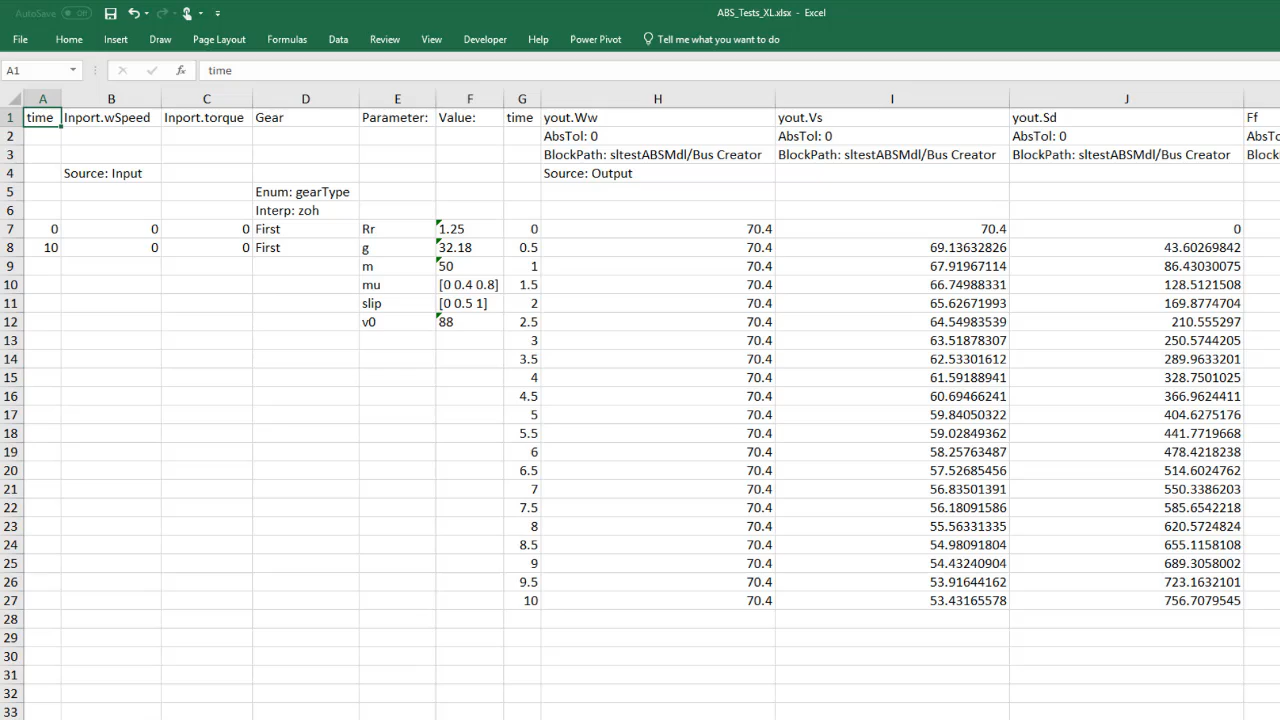 AutoSave Off ABS_Tests_XL.xlsx - Excel
File Home Insert Draw Page Layout Formulas Data Review View Developer Help Power Pivot Tell me what you want to do
A1 fx time
A B C D E F G H I J
1 time Inport.wSpeed Inport.torque Gear Parameter: Value: time yout.Ww yout.Vs yout.Sd Ff
2 AbsTol: 0 AbsTol: 0 AbsTol: 0
3 BlockPath: sltestABSMdl/Bus Creator BlockPath: sltestABSMdl/Bus Creator BlockPath: sltestABSMdl/Bus Creator
4 Source: Input Source: Output
5 Enum: gearType
6 Interp: zoh
7 0 0 0 First Rr 1.25 0 70.4 70.4 0
8 10 0 0 First g 32.18 0.5 70.4 69.13632826 43.60269842
9 m 50 1 70.4 67.91967114 86.43030075
10 mu [0 0.4 0.8] 1.5 70.4 66.74988331 128.5121508
11 slip [0 0.5 1] 2 70.4 65.62671993 169.8774704
12 v0 88 2.5 70.4 64.54983539 210.555297
13 3 70.4 63.51878307 250.5744205
14 3.5 70.4 62.53301612 289.9633201
15 4 70.4 61.59188941 328.7501025
16 4.5 70.4 60.69466241 366.9624411
17 5 70.4 59.84050322 404.6275176
18 5.5 70.4 59.02849362 441.7719668
19 6 70.4 58.25763487 478.4218238
20 6.5 70.4 57.52685456 514.6024762
21 7 70.4 56.83501391 550.3386203
22 7.5 70.4 56.18091586 585.6542218
23 8 70.4 55.56331335 620.5724824
24 8.5 70.4 54.98091804 655.1158108
25 9 70.4 54.43240904 689.3058002
26 9.5 70.4 53.91644162 723.1632101
27 10 70.4 53.43165578 756.7079545
28
29
30
31
32
33